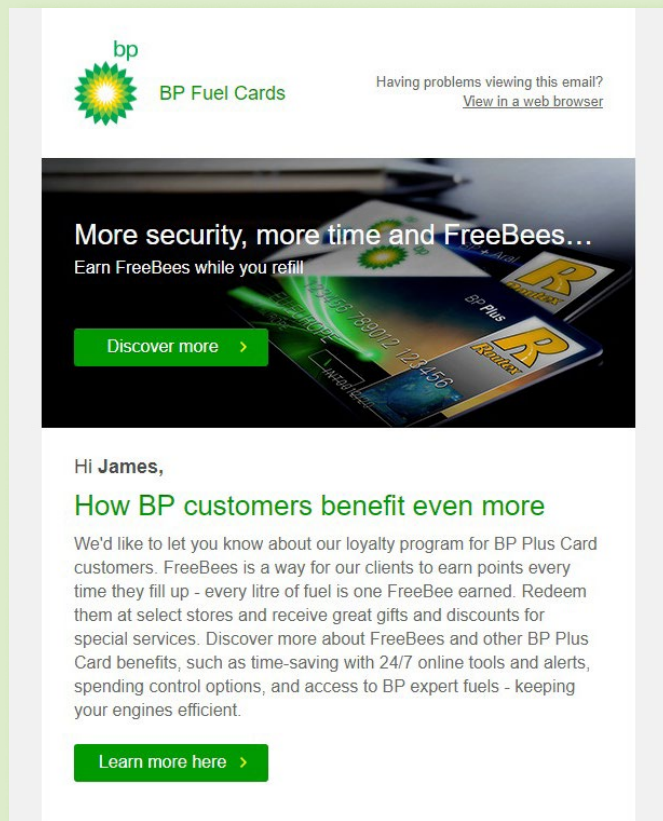 bp
BP Fuel Cards
Having problems viewing this email?
View in a web browser
More security, more time and FreeBees…
Earn FreeBees while you refill
Discover more >
+ Aral
BP Plus
Routex
R
123456 789012 123456
R
Routex
Hi James,
How BP customers benefit even more
We'd like to let you know about our loyalty program for BP Plus Card
customers. FreeBees is a way for our clients to earn points every
time they fill up - every litre of fuel is one FreeBee earned. Redeem
them at select stores and receive great gifts and discounts for
special services. Discover more about FreeBees and other BP Plus
Card benefits, such as time-saving with 24/7 online tools and alerts,
spending control options, and access to BP expert fuels - keeping
your engines efficient.
Learn more here >